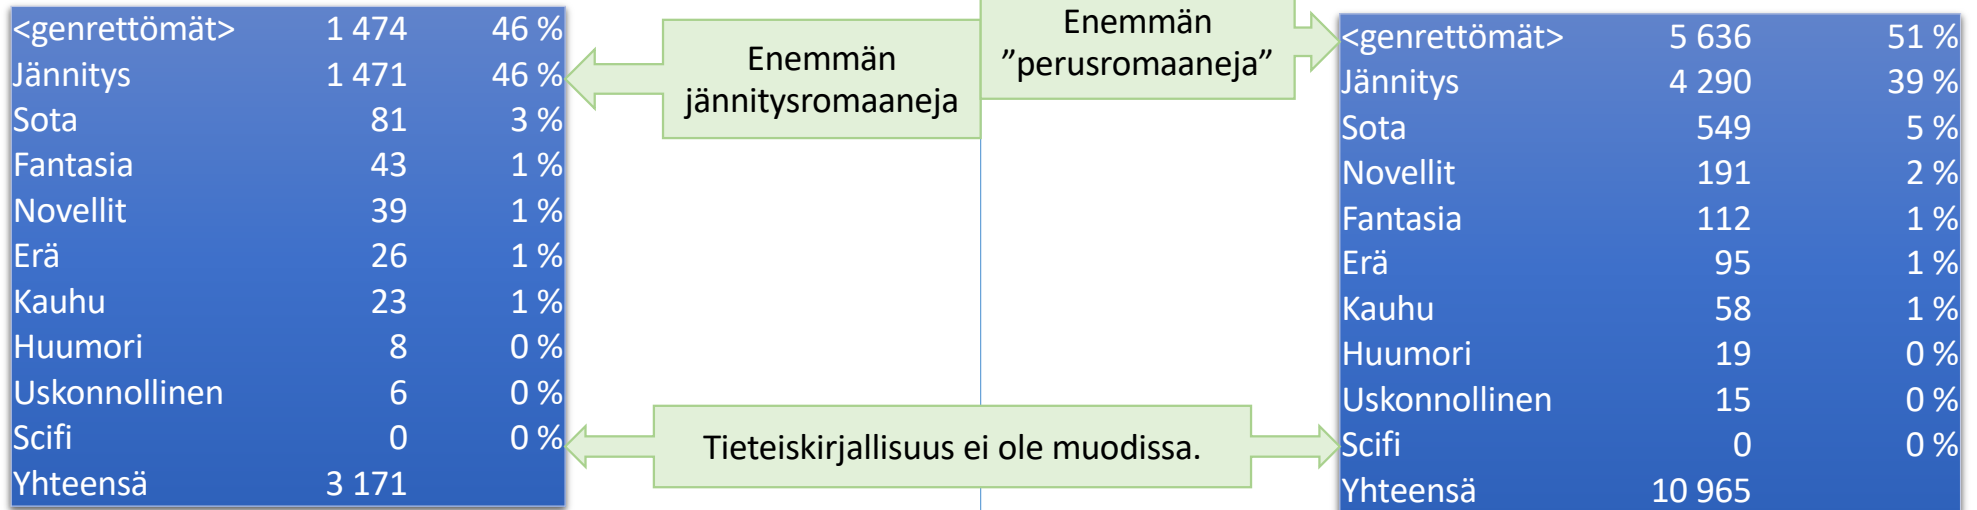 <genrettömät> 1 474 46 %
Jännitys 1 471 46 %
Sota 81 3 %
Fantasia 43 1 %
Novellit 39 1 %
Erä 26 1 %
Kauhu 23 1 %
Huumori 8 0 %
Uskonnollinen 6 0 %
Scifi 0 0 %
Yhteensä 3 171
Enemmän
jännitysromaaneja
Enemmän
”perusromaaneja”
Tieteiskirjallisuus ei ole muodissa.
<genrettömät> 5 636 51 %
Jännitys 4 290 39 %
Sota 549 5 %
Novellit 191 2 %
Fantasia 112 1 %
Erä 95 1 %
Kauhu 58 1 %
Huumori 19 0 %
Uskonnollinen 15 0 %
Scifi 0 0 %
Yhteensä 10 965